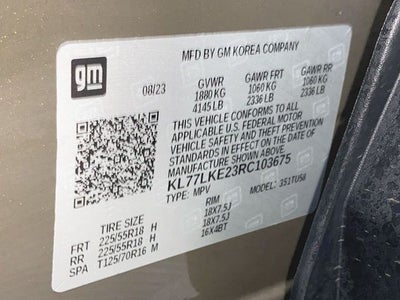 gm
MFD BY GM KOREA COMPANY
08/23 GVWR GAWR FRT GAWR RR
1880 KG 1060 KG 1060 KG
4145 LB 2336 LB 2336 LB
THIS VEHICLE CONFORMS TO ALL
APPLICABLE U.S. FEDERAL MOTOR
VEHICLE SAFETY AND THEFT PREVENTION
STANDARDS IN EFFECT ON THE DATE OF
MANUFACTURE SHOWN ABOVE.
KL77LKE23RC103675
TYPE: MPV MODEL: 351TU58
TIRE SIZE RIM
FRT 225/55R18 H 18X7.5J
RR 225/55R18 H 18X7.5J
SPA T125/70R16 M 16X4BT